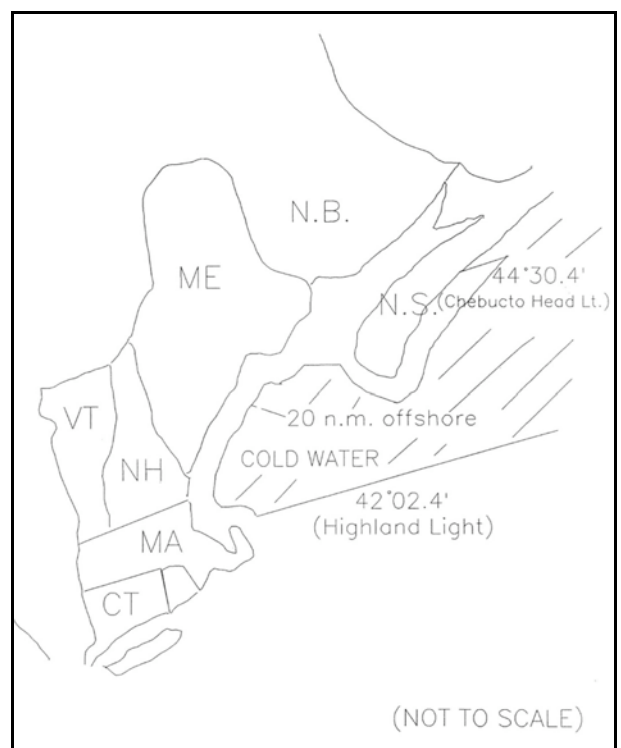 N.B.
ME
44°30.4'
N.S.
(Chebucto Head Lt.)
20 n.m. offshore
VT
COLD WATER
NH
42°02.4'
(Highland Light)
MA
CT
(NOT TO SCALE)